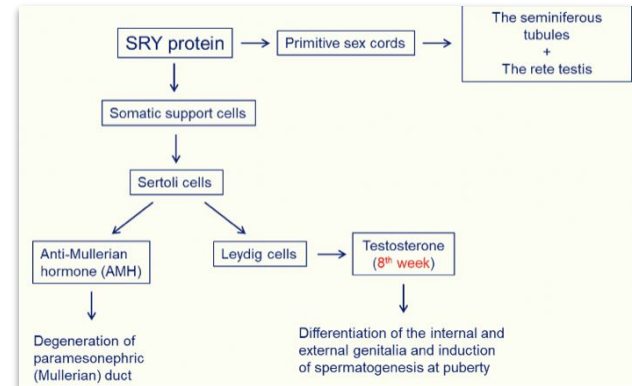 The seminiferous
tubules
+
The rete testis
SRY protein
Primitive sex cords
Somatic support cells
Sertoli cells
Anti-Mullerian
hormone (AMH)
Leydig cells
Testosterone
(8th week)
Degeneration of
paramesonephric
(Mullerian) duct
Differentiation of the internal and
external genitalia and induction
of spermatogenesis at puberty